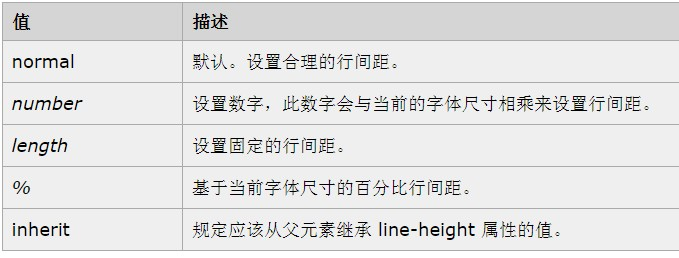 值 描述
normal 默认。设置合理的行间距。
number 设置数字，此数字会与当前的字体尺寸相乘来设置行间距。
length 设置固定的行间距。
% 基于当前字体尺寸的百分比行间距。
inherit 规定应该从父元素继承 line-height 属性的值。